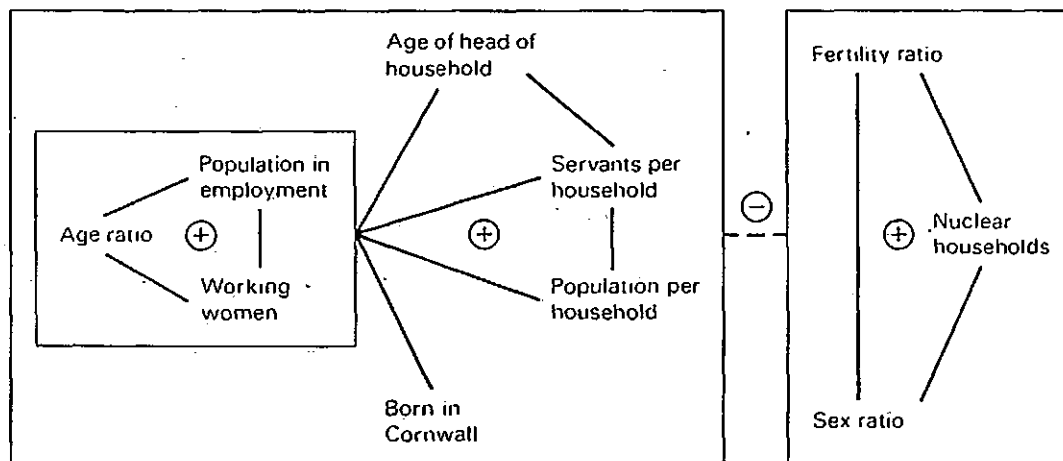 Age of head of
household
Fertility ratio
Population in
employment
Servants per
household
−
Age ratio
+
+
+
Nuclear
households
Working
women
Population per
household
Born in
Cornwall
Sex ratio